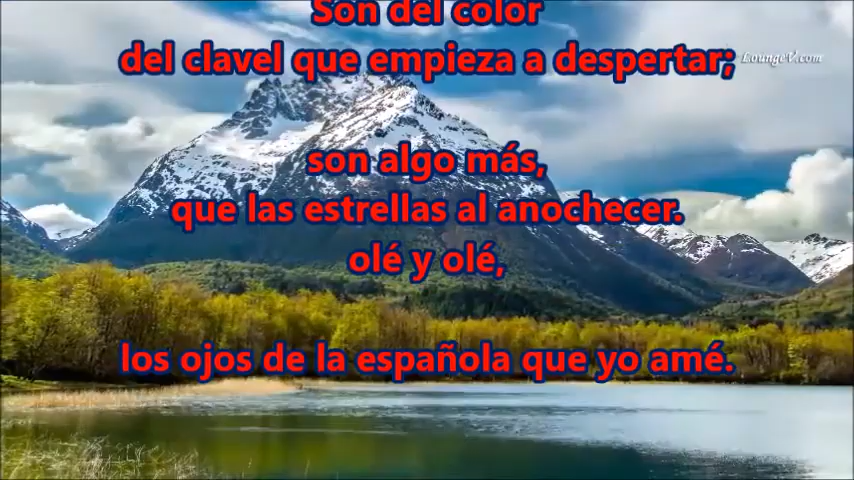 Son del color
del clavel que empieza a despertar;
LoungeV.com
son algo más,
que las estrellas al anochecer.
olé y olé,
los ojos de la española que yo amé.